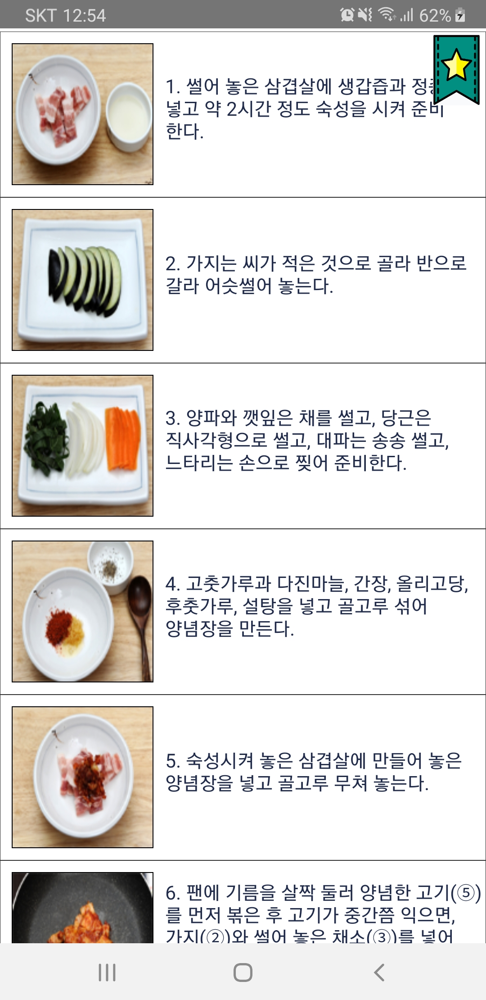 SKT 12:54
62%
1. 썰어 놓은 삼겹살에 생갑즙과
넣고 약 2시간 정도 숙성을 시켜 준비
한다.
2. 가지는 씨가 적은 것으로 골라 반으로
갈라 어슷썰어 놓는다.
3. 양파와 깻잎은 채를 썰고, 당근은
직사각형으로 썰고, 대파는 송송 썰고,
느타리는 손으로 찢어 준비한다.
4. 고춧가루과 다진마늘, 간장, 올리고당,
후춧가루, 설탕을 넣고 골고루 섞어
양념장을 만든다.
5. 숙성시켜 놓은 삼겹살에 만들어 놓은
양념장을 넣고 골고루 무쳐 놓는다.
6. 팬에 기름을 살짝 둘러 양념한 고기(⑤)
를 먼저 볶은 후 고기가 중간쯤 익으면,
가지(②)와 썰어 놓은 채소(③)를 넣어